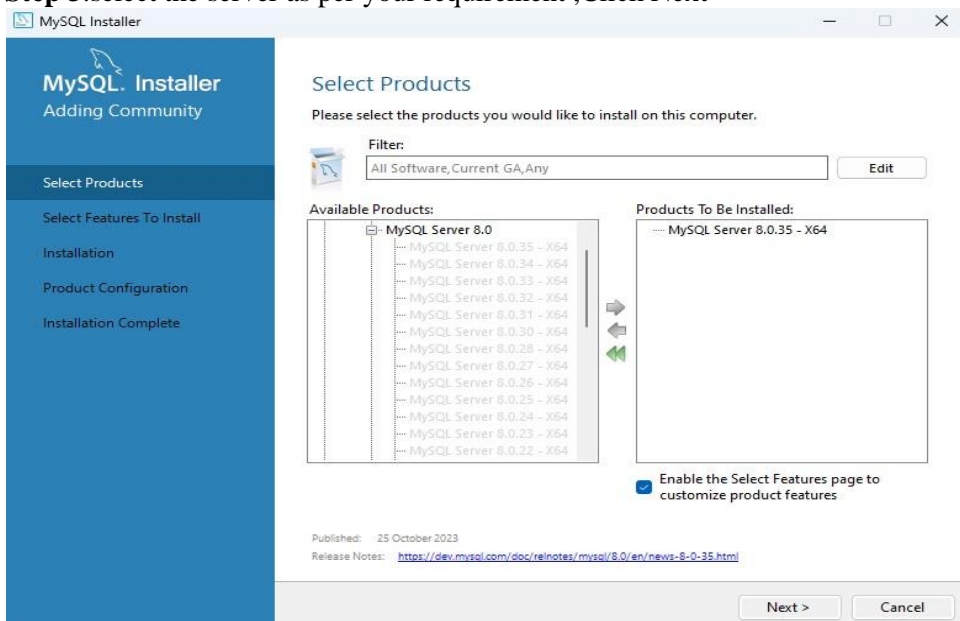 MySQL Installer
MySQL. Installer
Adding Community
Select Products
Select Features To Install
Installation
Product Configuration
Installation Complete
Select Products
Please select the products you would like to install on this computer.
Filter:
All Software,Current GA,Any
Edit
Available Products:
MySQL Server 8.0
MySQL Server 8.0.35 - X64
MySQL Server 8.0.34 - X64
MySQL Server 8.0.33 - X64
MySQL Server 8.0.32 - X64
MySQL Server 8.0.31 - X64
MySQL Server 8.0.30 - X64
MySQL Server 8.0.28 - X64
MySQL Server 8.0.27 - X64
MySQL Server 8.0.26 - X64
MySQL Server 8.0.25 - X64
MySQL Server 8.0.24 - X64
MySQL Server 8.0.23 - X64
MySQL Server 8.0.22 - X64
Products To Be Installed:
MySQL Server 8.0.35 - X64
Enable the Select Features page to
customize product features
Published: 25 October 2023
Release Notes: https://dev.mysql.com/doc/relnotes/mysql/8.0/en/news-8-0-35.html
Next >
Cancel